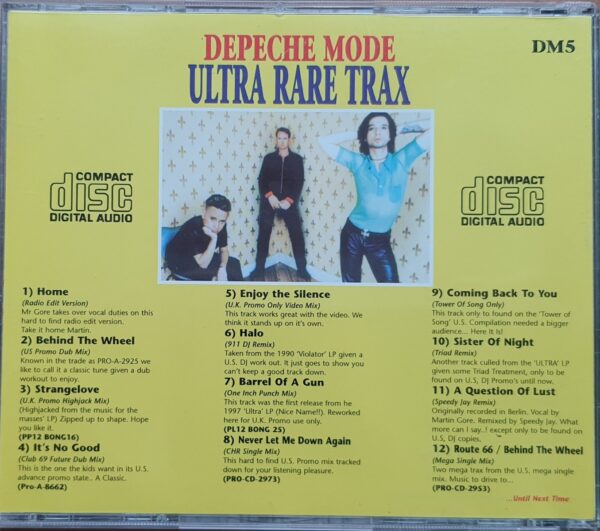 DEPECHE MODE
ULTRA RARE TRAX
DM5
COMPACT
disc
DIGITAL AUDIO
COMPACT
disc
DIGITAL AUDIO
1) Home
(Radio Edit Version)
Mr Gore takes over vocal duties on this
hard to find radio edit version.
Take it home Martin.
2) Behind The Wheel
(US Promo Dub Mix)
Known in the trade as PRO-A-2925 we
like to call it a classic tune given a dub
workout to enjoy.
3) Strangelove
(U.K. Promo Highjack Mix)
(Highjacked from the music for the
masses' LP) Zipped up to shape. Hope
you like it.
(PP12 BONG16)
4) It's No Good
(Club 69 Future Dub Mix)
This is the one the kids want in its U.S.
advance promo state.. A Classic.
(Pro-A-8662)
5) Enjoy the Silence
(U.K. Promo Only Video Mix)
This track works great with the video. We
think it stands up on it's own.
6) Halo
(911 DJ Remix)
Taken from the 1990 'Violator' LP given
a U.S. DJ work out. It just goes to show you
can't keep a good track down.
7) Barrel Of A Gun
(One Inch Punch Mix)
This track was the first release from he
1997 'Ultra' LP (Nice Name!!). Reworked
here for U.K. Promo use only.
(PL12 BONG 25)
8) Never Let Me Down Again
(CHR Single Mix)
This hard to find U.S. Promo mix tracked
down for your listening pleasure.
(PRO-CD-2973)
9) Coming Back To You
(Tower Of Song Only)
This track only to found on the 'Tower of
Song' U.S. Compilation needed a bigger
audience... Here It Is!
10) Sister Of Night
(Triad Remix)
Another track culled from the 'ULTRA' LP
given some Triad Treatment, only to be
found on U.S, DJ Promo's until now.
11) A Question Of Lust
(Speedy Jay Remix)
Originally recorded in Berlin. Vocal by
Martin Gore. Remixed by Speedy Jay. What
more can I say..! except only to be found on
U.S, DJ copies.
12) Route 66 / Behind The Wheel
(Mega Single Mix)
Two mega trax from the U.S. mega single
mix. Music to drive to...
(PRO-CD-2953)
...Until Next Time